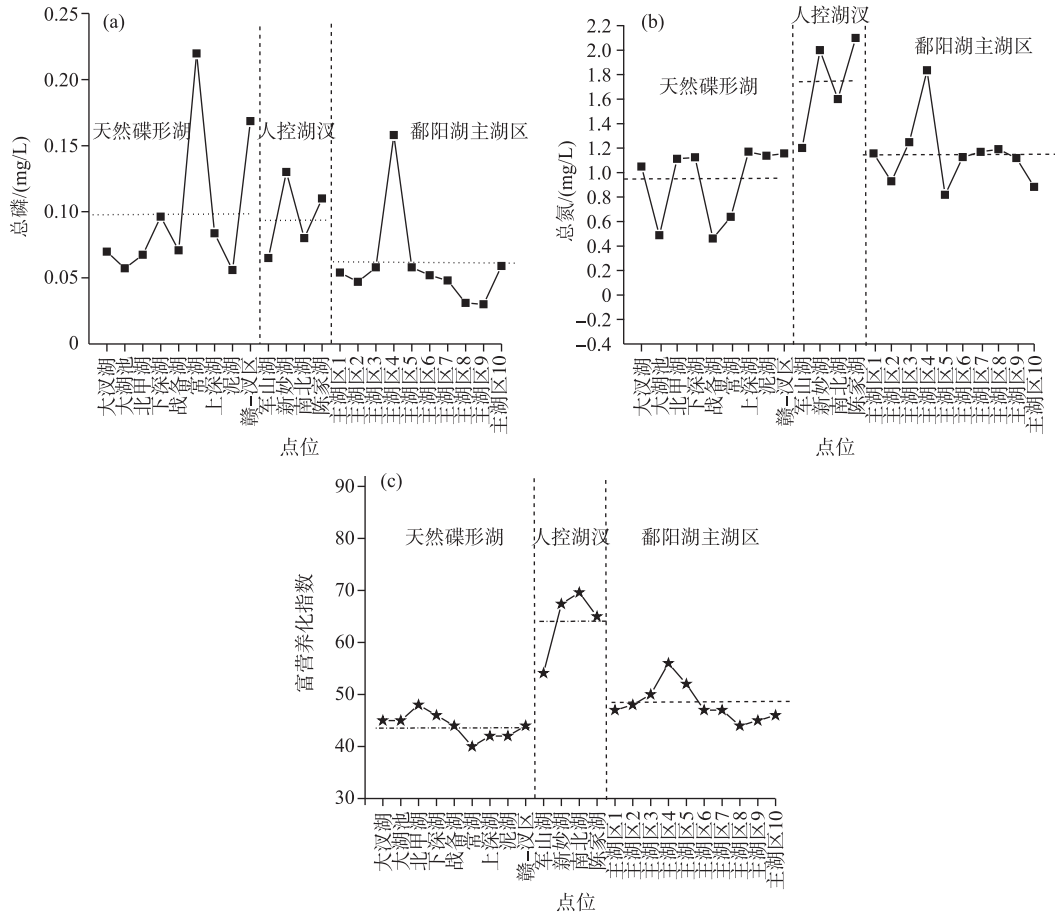 (a)
0.25
0.20
0.15
0.10
0.05
0
总磷/(mg/L)
天然碟形湖
人控湖汊
鄱阳湖主湖区
大汊湖
大湖池
北甲湖
下深湖
战备湖
常湖
上深湖
泥湖
赣-汊区
军山湖
新妙湖
南北湖
陈家湖
主湖区1
主湖区2
主湖区3
主湖区4
主湖区5
主湖区6
主湖区7
主湖区8
主湖区9
主湖区10
点位
(b)
2.2
2.0
1.8
1.6
1.4
1.2
1.0
0.8
0.6
0.4
0.2
0
−0.2
−0.4
总氮/(mg/L)
天然碟形湖
人控湖汊
鄱阳湖主湖区
大汊湖
大湖池
北甲湖
下深湖
战备湖
常湖
上深湖
泥湖
赣-汊区
军山湖
新妙湖
南北湖
陈家湖
主湖区1
主湖区2
主湖区3
主湖区4
主湖区5
主湖区6
主湖区7
主湖区8
主湖区9
主湖区10
点位
(c)
90
80
70
60
50
40
30
富营养化指数
天然碟形湖
人控湖汊
鄱阳湖主湖区
大汊湖
大湖池
北甲湖
下深湖
战备湖
常湖
上深湖
泥湖
赣-汊区
军山湖
新妙湖
南北湖
陈家湖
主湖区1
主湖区2
主湖区3
主湖区4
主湖区5
主湖区6
主湖区7
主湖区8
主湖区9
主湖区10
点位